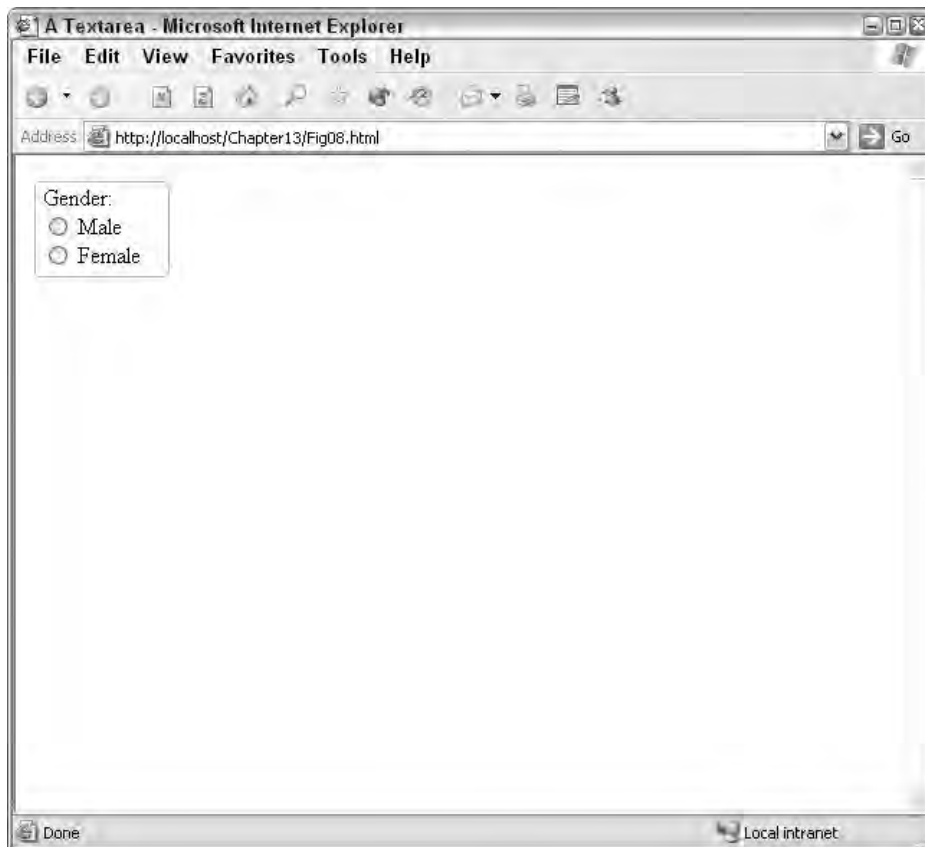 A Textarea - Microsoft Internet Explorer
File Edit View Favorites Tools Help
Address http://localhost/Chapter13/Fig08.html Go
Gender:
Male
Female
Done Local intranet